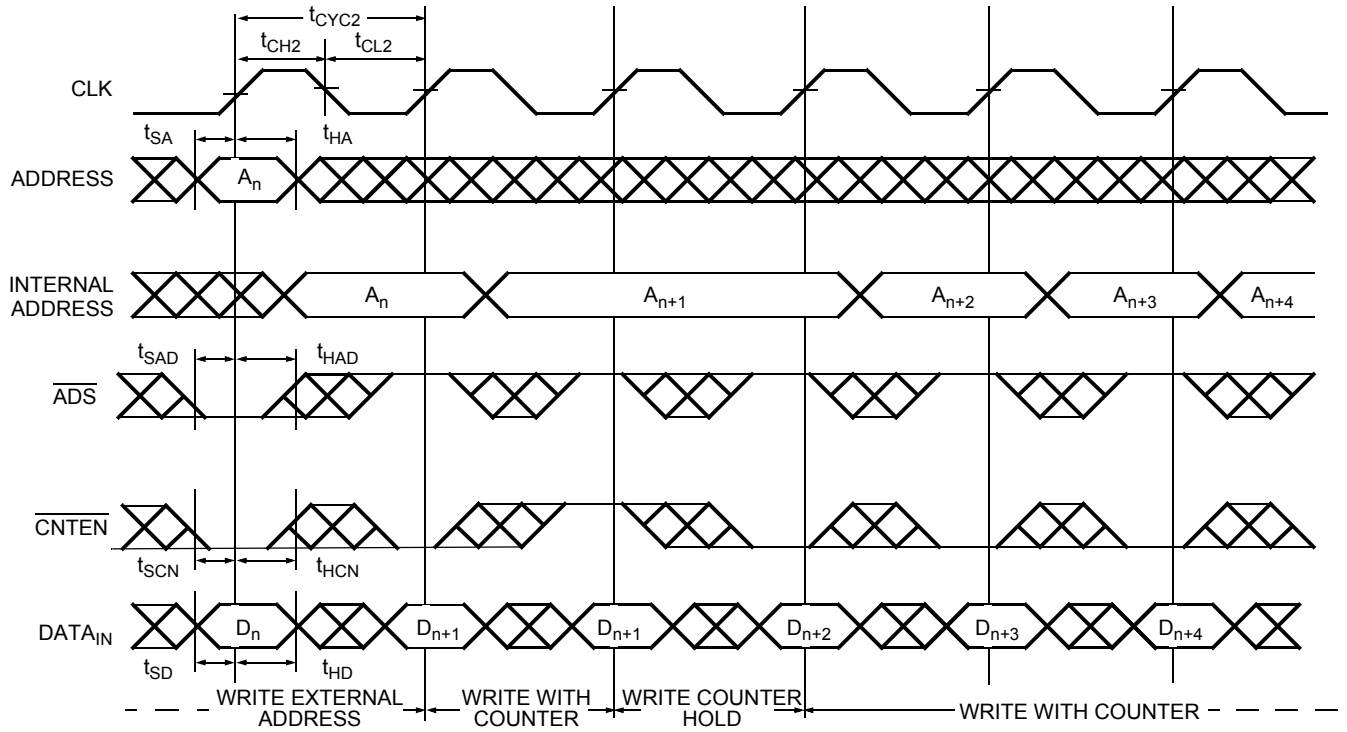 tCYC2
tCH2 tCL2
CLK
tSA tHA
ADDRESS An
INTERNAL
ADDRESS
An An+1 An+2 An+3 An+4
tSAD tHAD
ADS
CNTEN
tSCN tHCN
DATAIN Dn Dn+1 Dn+1 Dn+2 Dn+3 Dn+4
tSD tHD
WRITE EXTERNAL
ADDRESS
WRITE WITH
COUNTER
WRITE COUNTER
HOLD
WRITE WITH COUNTER